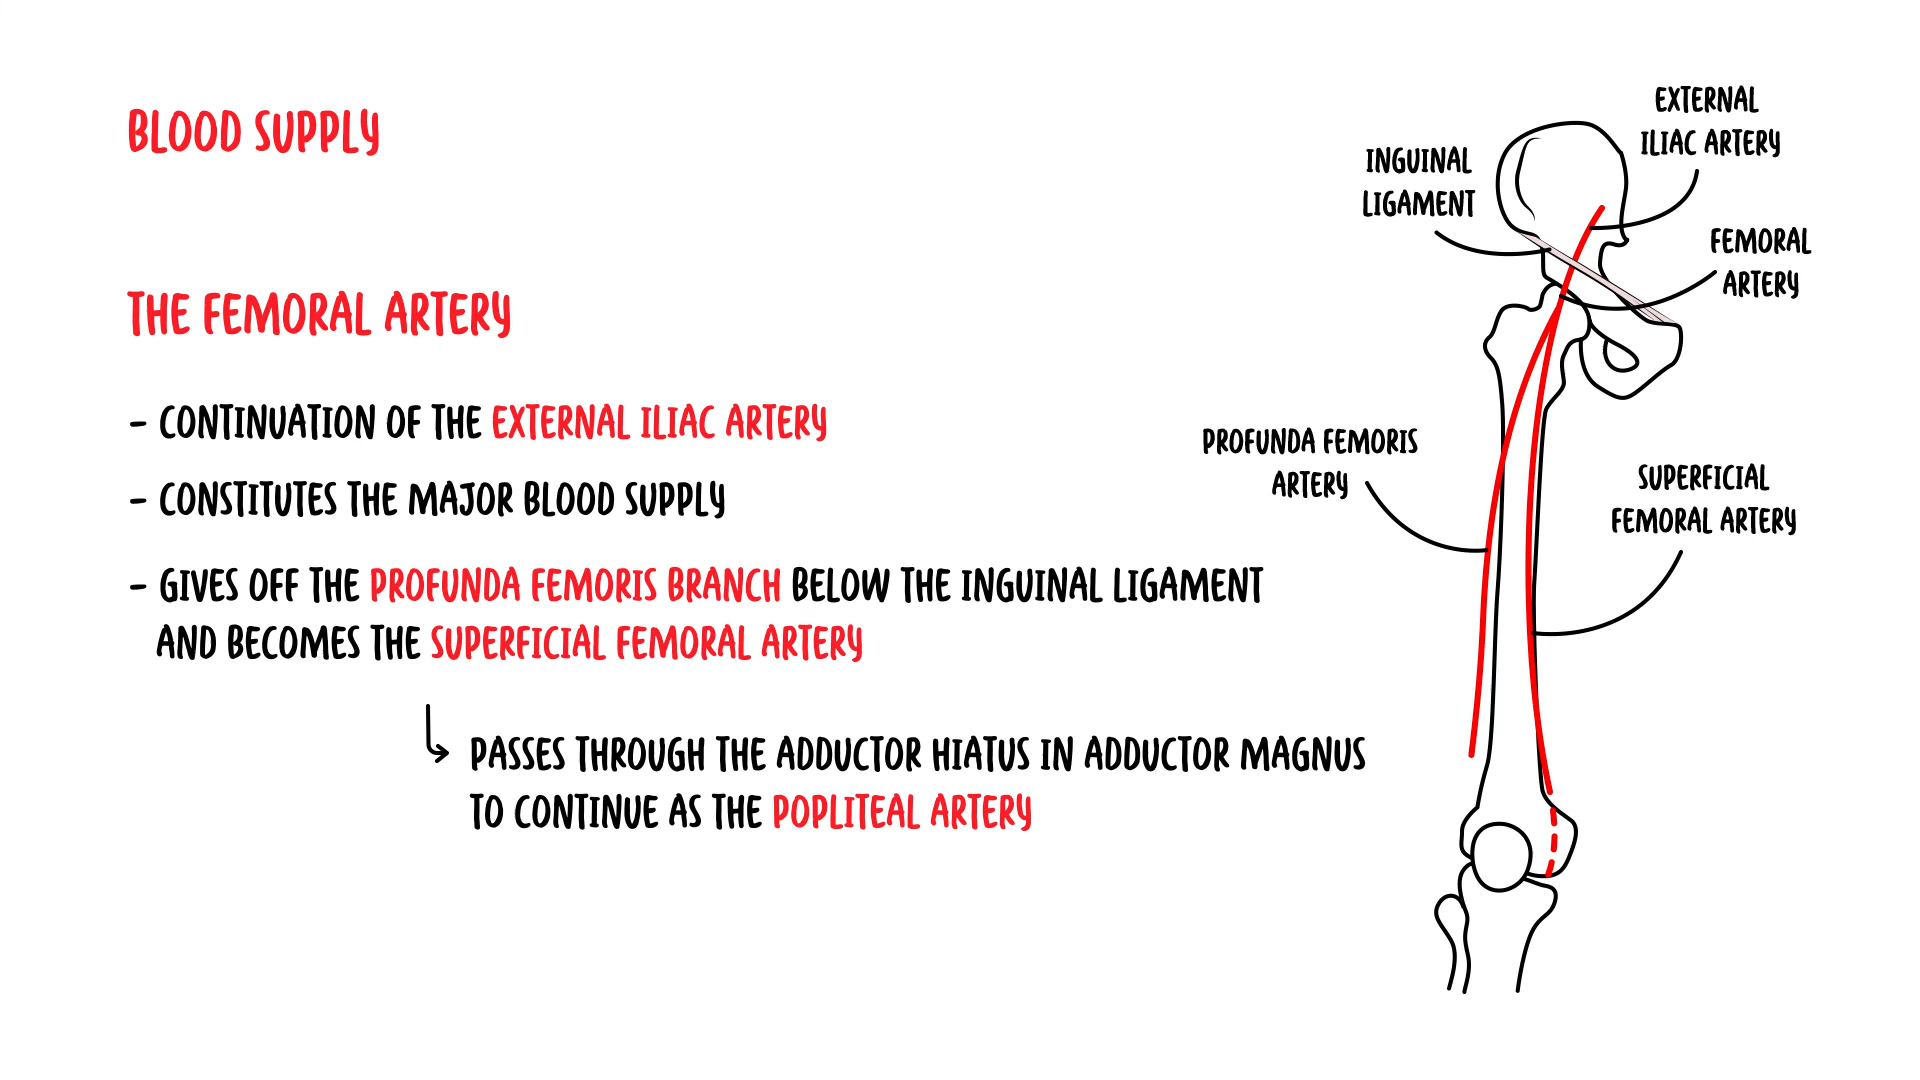 BLOOD SUPPLY
THE FEMORAL ARTERY
- CONTINUATION OF THE EXTERNAL ILIAC ARTERY
- CONSTITUTES THE MAJOR BLOOD SUPPLY
- GIVES OFF THE PROFUNDA FEMORIS BRANCH BELOW THE INGUINAL LIGAMENT
AND BECOMES THE SUPERFICIAL FEMORAL ARTERY
PASSES THROUGH THE ADDUCTOR HIATUS IN ADDUCTOR MAGNUS
TO CONTINUE AS THE POPLITEAL ARTERY
EXTERNAL
ILIAC ARTERY
INGUINAL
LIGAMENT
FEMORAL
ARTERY
PROFUNDA FEMORIS
ARTERY
SUPERFICIAL
FEMORAL ARTERY